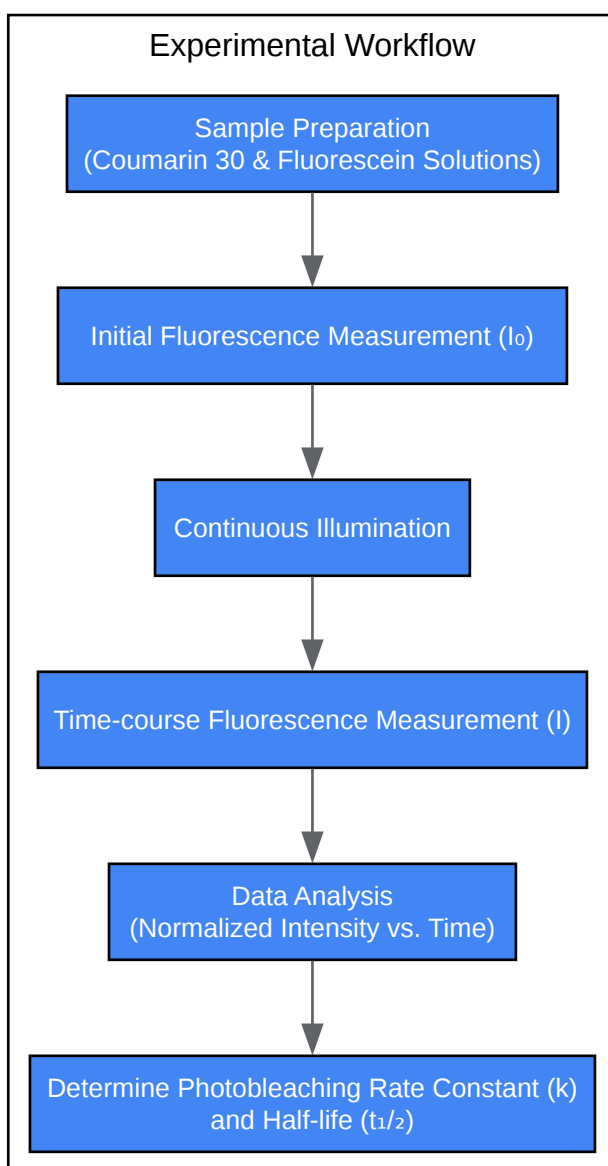 Experimental Workflow
Sample Preparation
(Coumarin 30 & Fluorescein Solutions)
Initial Fluorescence Measurement (I₀)
Continuous Illumination
Time-course Fluorescence Measurement (I)
Data Analysis
(Normalized Intensity vs. Time)
Determine Photobleaching Rate Constant (k)
and Half-life (t₁/₂)